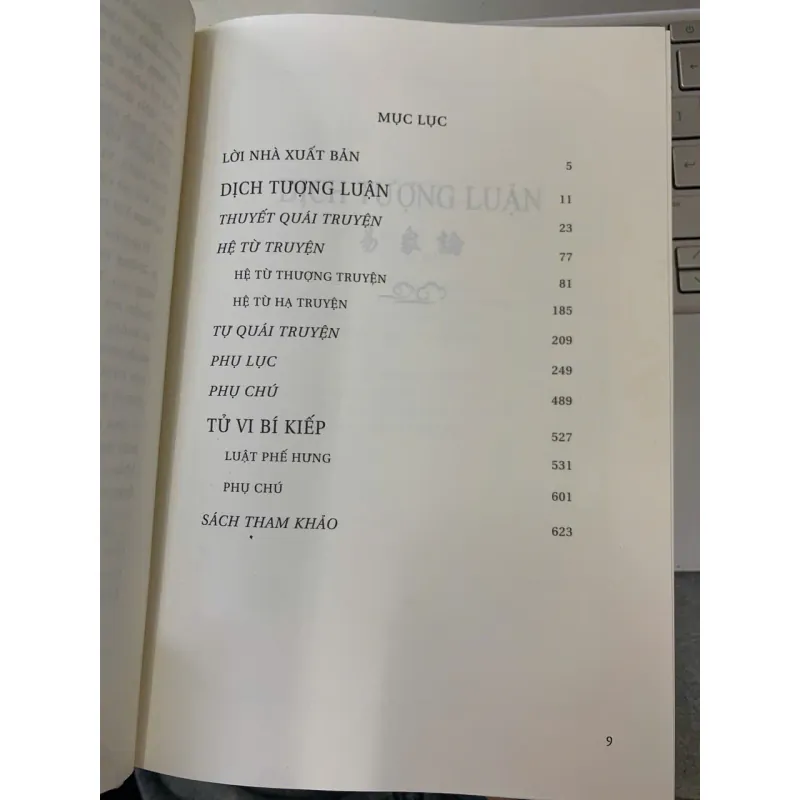 MỤC LỤC
LỜI NHÀ XUẤT BẢN 5
DỊCH TƯỢNG LUẬN 11
THUYẾT QUÁI TRUYỆN 23
HỆ TỪ TRUYỆN 77
HỆ TỪ THƯỢNG TRUYỆN 81
HỆ TỪ HẠ TRUYỆN 185
TỰ QUÁI TRUYỆN 209
PHỤ LỤC 249
PHỤ CHÚ 489
TỬ VI BÍ KIẾP 527
LUẬT PHẾ HƯNG 531
PHỤ CHÚ 601
SÁCH THAM KHẢO 623
9